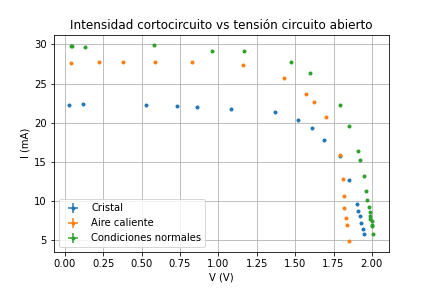 Intensidad cortocircuito vs tensión circuito abierto
I (mA)
30
25
20
15
10
5
Cristal
Aire caliente
Condiciones normales
0.00 0.25 0.50 0.75 1.00 1.25 1.50 1.75 2.00
V (V)